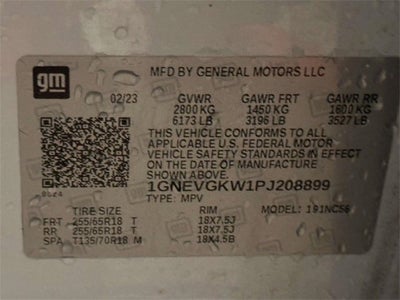 gm
MFD BY GENERAL MOTORS LLC
02/23 GVWR GAWR FRT GAWR RR
2800 KG 1450 KG 1600 KG
6173 LB 3196 LB 3527 LB
THIS VEHICLE CONFORMS TO ALL
APPLICABLE U.S. FEDERAL MOTOR
VEHICLE SAFETY STANDARDS IN EFFECT
ON THE DATE OF MANUFACTURE
SHOWN ABOVE.
1GNEVGKW1PJ208899
TYPE: MPV
TIRE SIZE RIM MODEL: 191NC56
FRT 255/65R18 T 18X7.5J
RR 255/65R18 T 18X7.5J
SPA T135/70R18 M 18X4.5B